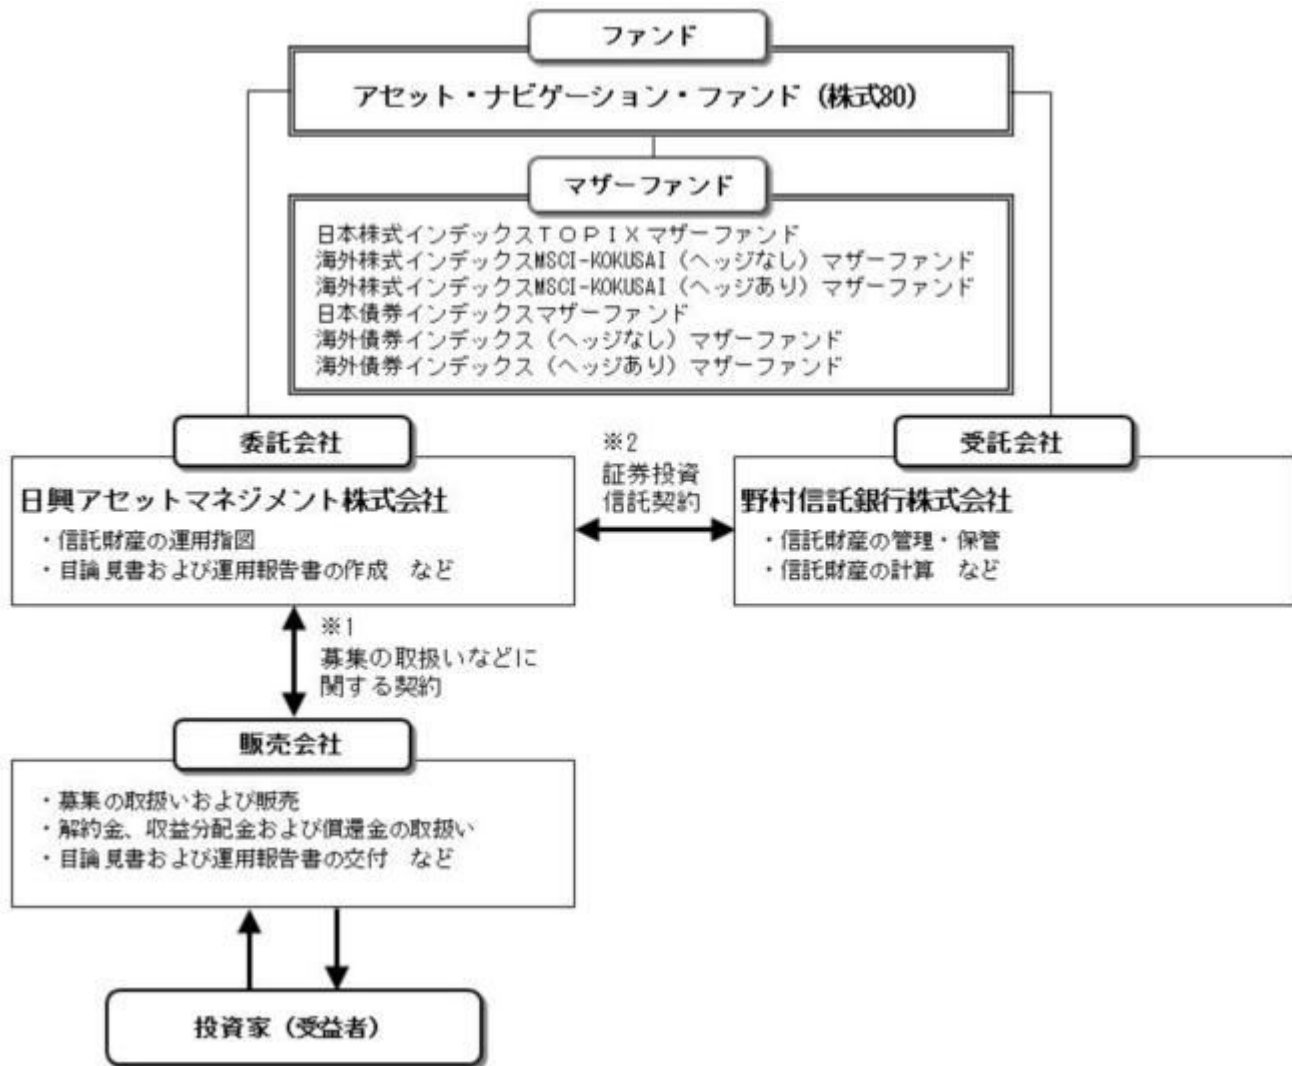 ファンド
アセット・ナビゲーション・ファンド（株式80）
マザーファンド
日本株式インデックスＴＯＰＩＸマザーファンド
海外株式インデックスMSCI-KOKUSAI（ヘッジなし）マザーファンド
海外株式インデックスMSCI-KOKUSAI（ヘッジあり）マザーファンド
日本債券インデックスマザーファンド
海外債券インデックス（ヘッジなし）マザーファンド
海外債券インデックス（ヘッジあり）マザーファンド
委託会社
日興アセットマネジメント株式会社
・信託財産の運用指図
・目論見書および運用報告書の作成　など
※2
証券投資
信託契約
受託会社
野村信託銀行株式会社
・信託財産の管理・保管
・信託財産の計算　など
※1
募集の取扱いなどに
関する契約
販売会社
・募集の取扱いおよび販売
・解約金、収益分配金および償還金の取扱い
・目論見書および運用報告書の交付　など
投資家（受益者）